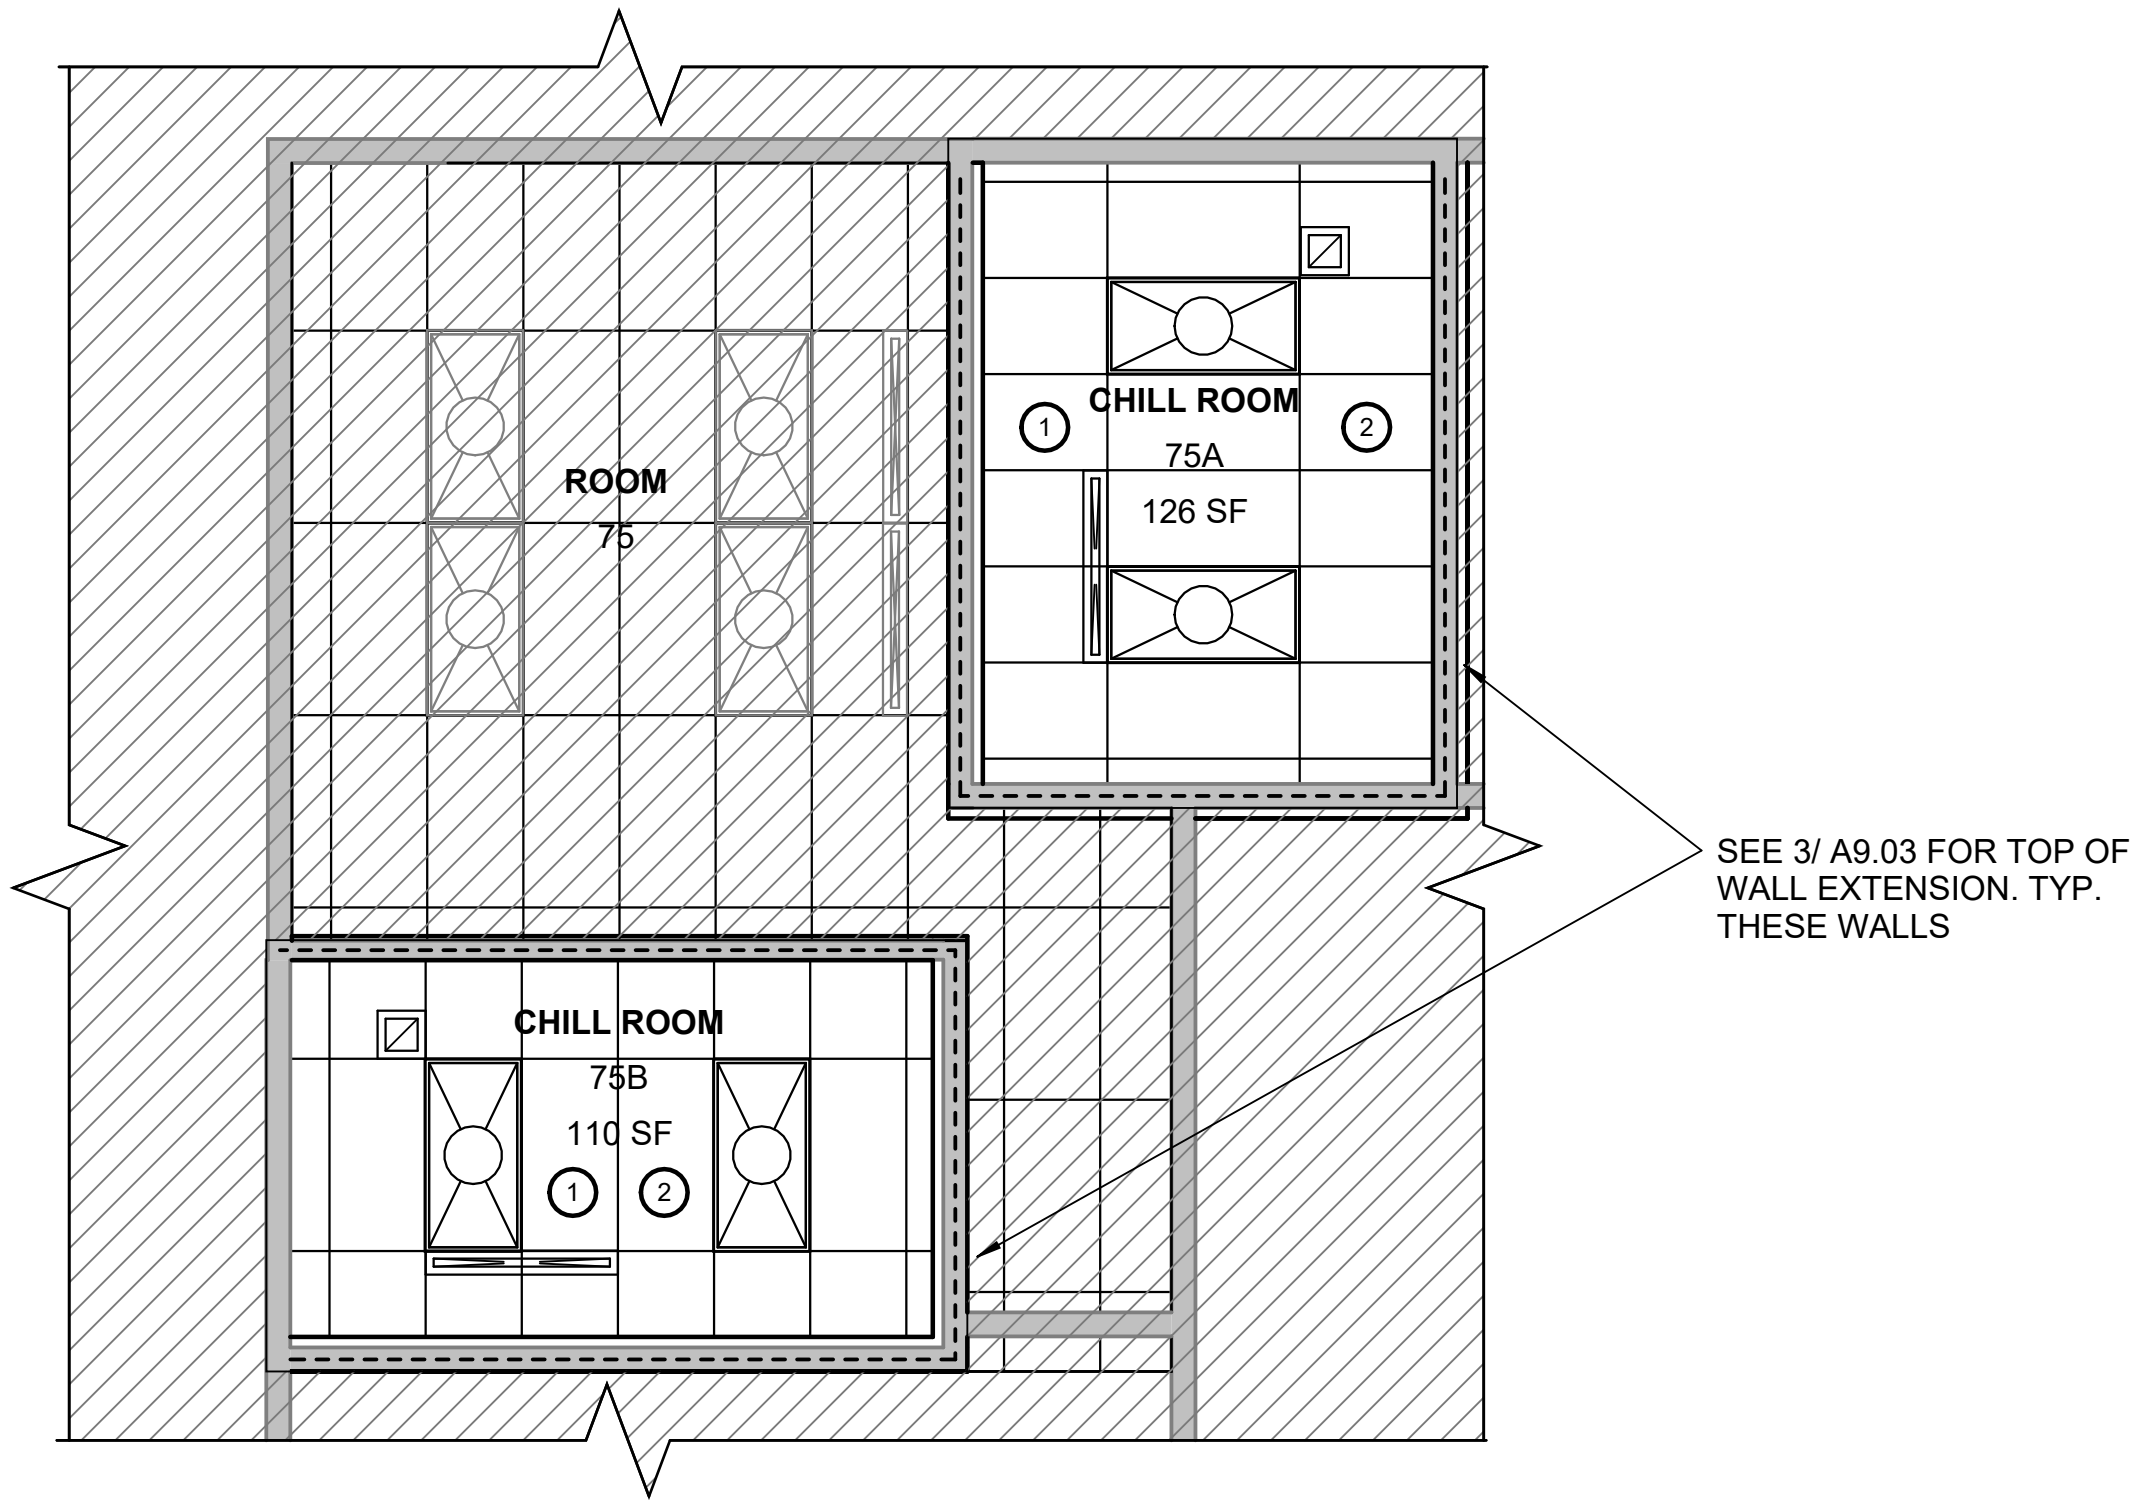 CHILL ROOM
75A
126 SF
1
2
ROOM
75
SEE 3/ A9.03 FOR TOP OF
WALL EXTENSION. TYP.
THESE WALLS
CHILL ROOM
75B
110 SF
1
2